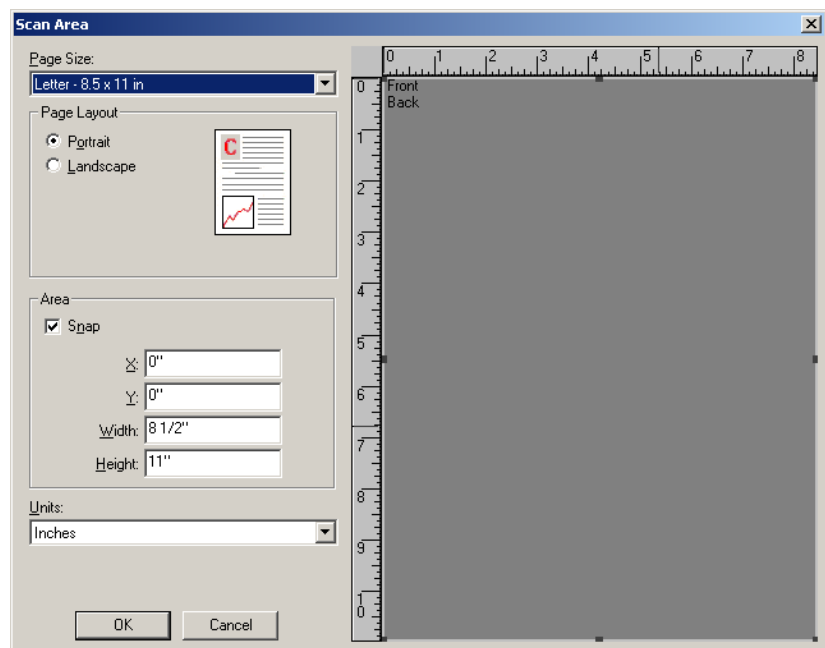 Scan Area
Page Size:
Letter - 8.5 x 11 in
Page Layout
Portrait
Landscape
C
Area
Snap
X: 0"
Y: 0"
Width: 8 1/2"
Height: 11"
Units:
Inches
OK Cancel
0 1 2 3 4 5 6 7 8
Front
Back
0
1
2
3
4
5
6
7
8
9
10